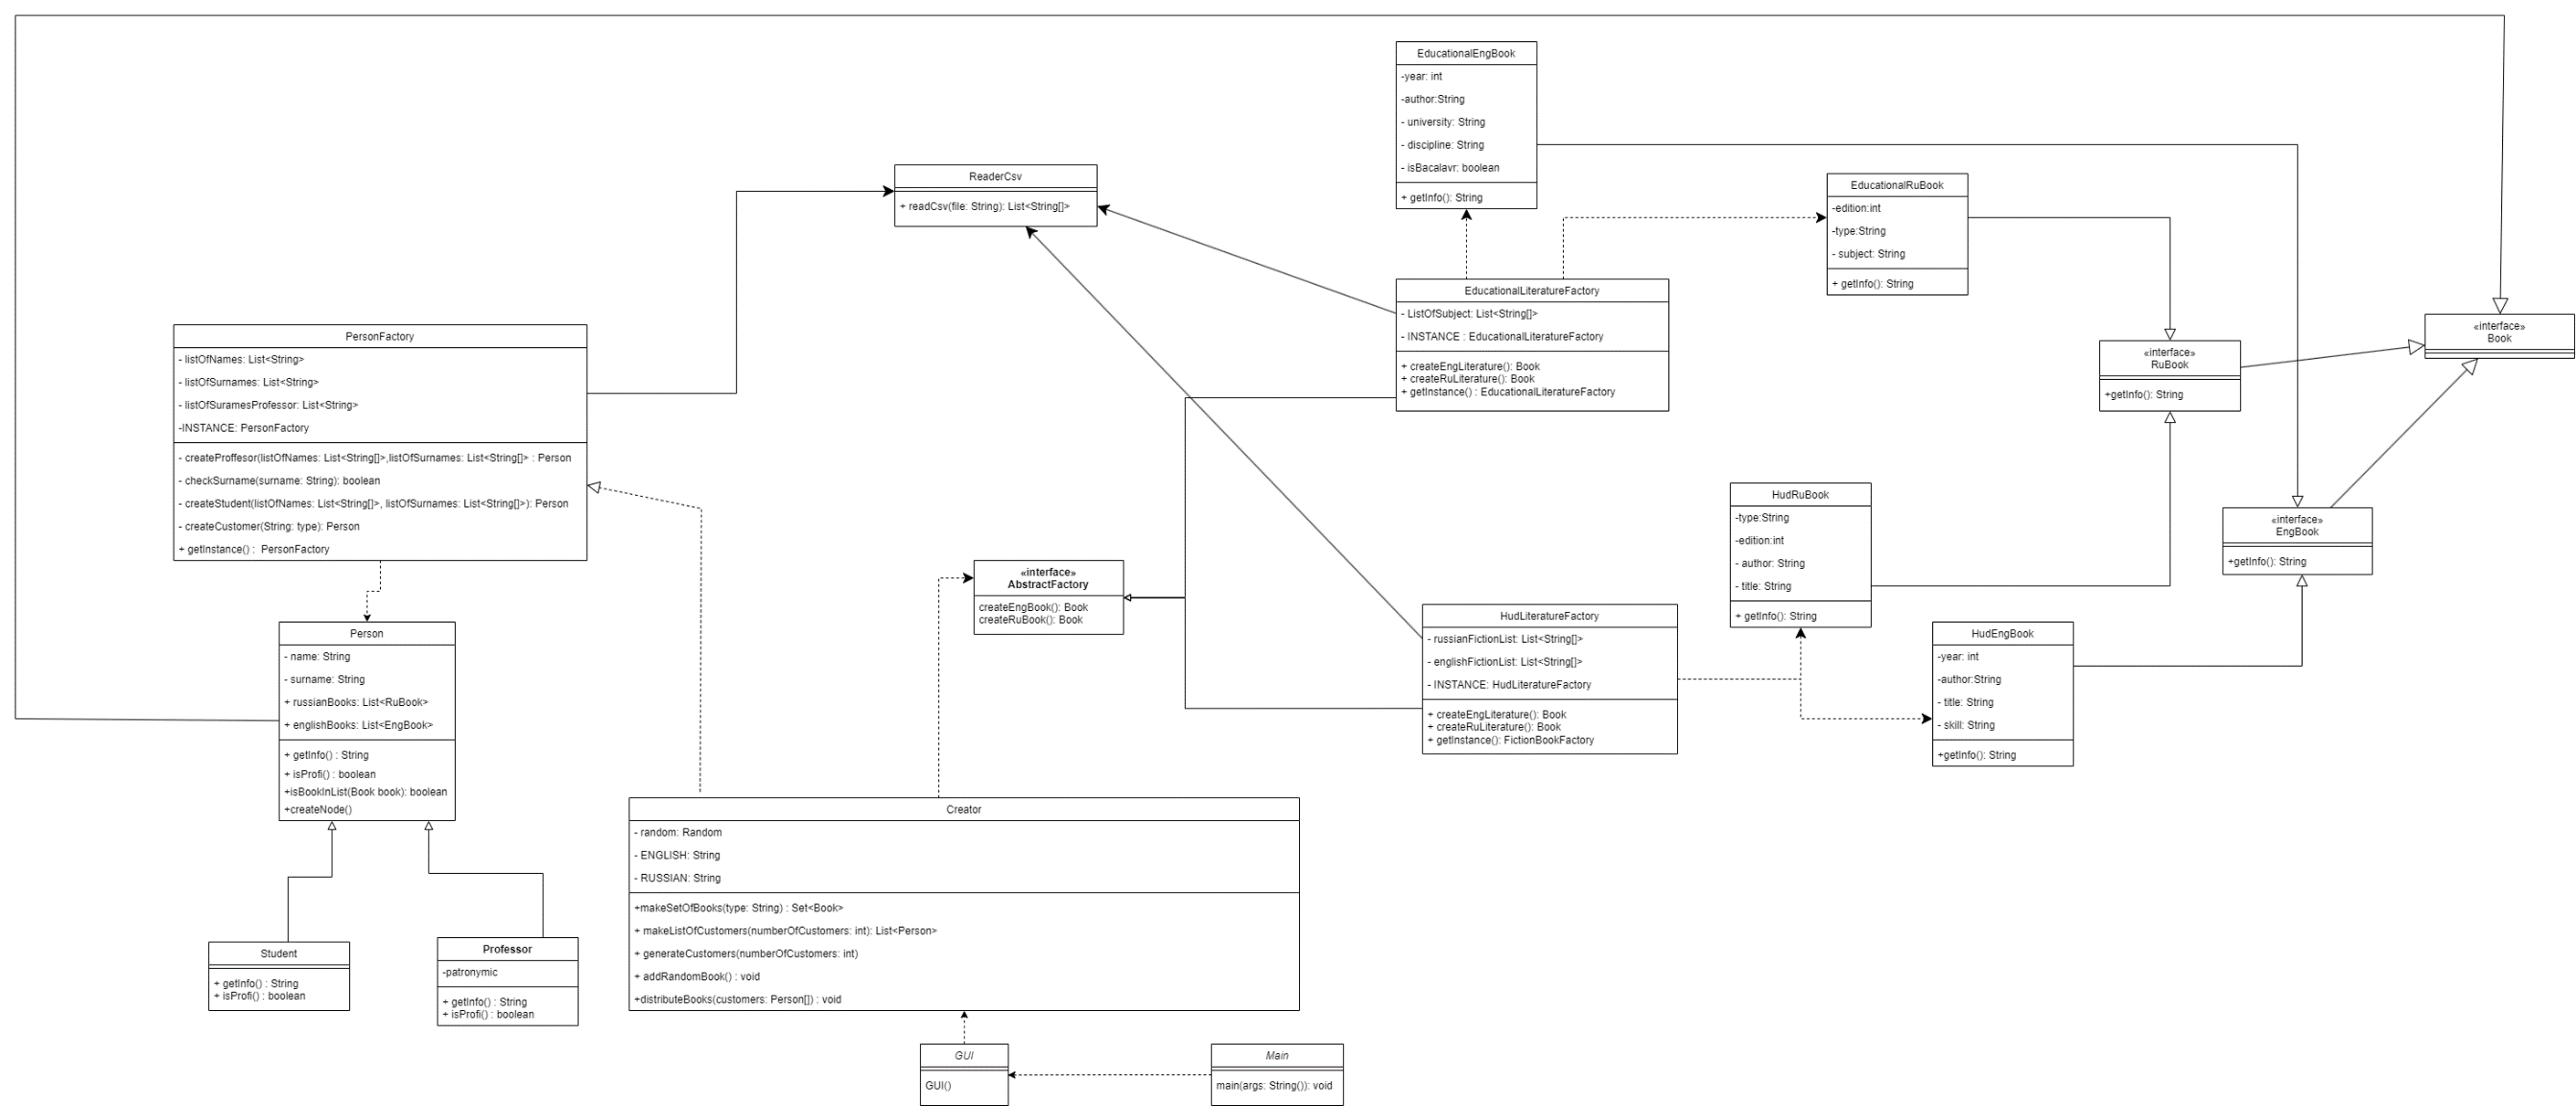 EducationalEngBook
-year: int
-author:String
- university: String
- discipline: String
- isBacalavr: boolean
+ getInfo(): String
ReaderCsv
+ readCsv(file: String): List<String[]>
EducationalRuBook
-edition:int
-type:String
- subject: String
+ getInfo(): String
EducationalLiteratureFactory
- ListOfSubject: List<String[]>
- INSTANCE : EducationalLiteratureFactory
+ createEngLiterature(): Book
+ createRuLiterature(): Book
+ getInstance() : EducationalLiteratureFactory
«interface»
Book
«interface»
RuBook
+getInfo(): String
PersonFactory
- listOfNames: List<String>
- listOfSurnames: List<String>
- listOfSuramesProfessor: List<String>
-INSTANCE: PersonFactory
- createProffesor(listOfNames: List<String[]>,listOfSurnames: List<String[]> : Person
- checkSurname(surname: String): boolean
- createStudent(listOfNames: List<String[]>, listOfSurnames: List<String[]>): Person
- createCustomer(String: type): Person
+ getInstance() : PersonFactory
HudRuBook
-type:String
-edition:int
- author: String
- title: String
+ getInfo(): String
«interface»
EngBook
+getInfo(): String
«interface»
AbstractFactory
createEngBook(): Book
createRuBook(): Book
HudLiteratureFactory
- russianFictionList: List<String[]>
- englishFictionList: List<String[]>
- INSTANCE: HudLiteratureFactory
+ createEngLiterature(): Book
+ createRuLiterature(): Book
+ getInstance(): FictionBookFactory
HudEngBook
-year: int
-author:String
- title: String
- skill: String
+getInfo(): String
Person
- name: String
- surname: String
+ russianBooks: List<RuBook>
+ englishBooks: List<EngBook>
+ getInfo() : String
+ isProfi() : boolean
+isBookInList(Book book): boolean
+createNode()
Creator
- random: Random
- ENGLISH: String
- RUSSIAN: String
+makeSetOfBooks(type: String) : Set<Book>
+ makeListOfCustomers(numberOfCustomers: int): List<Person>
+ generateCustomers(numberOfCustomers: int)
+ addRandomBook() : void
+distributeBooks(customers: Person[]) : void
Student
+ getInfo() : String
+ isProfi() : boolean
Professor
-patronymic
+ getInfo() : String
+ isProfi() : boolean
GUI
GUI()
Main
main(args: String()): void